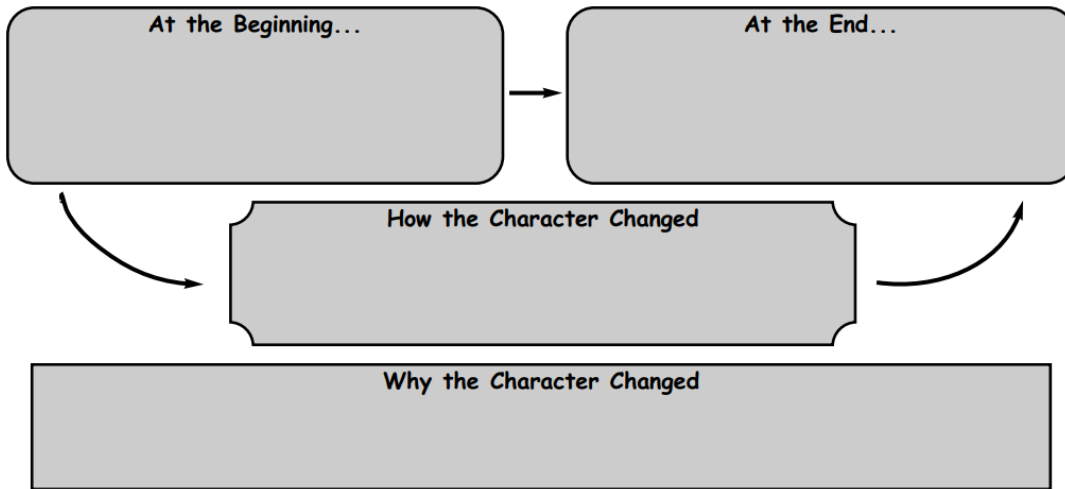 At the Beginning...
At the End...
How the Character Changed
Why the Character Changed